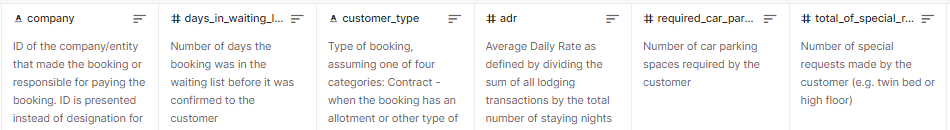 company
ID of the company/entity
that made the booking or
responsible for paying the
booking. ID is presented
instead of designation for
# days_in_waiting_l...
Number of days the
booking was in the
waiting list before it was
confirmed to the
customer
customer_type
Type of booking,
assuming one of four
categories: Contract -
when the booking has an
allotment or other type of
# adr
Average Daily Rate as
defined by dividing the
sum of all lodging
transactions by the total
number of staying nights
# required_car_par...
Number of car parking
spaces required by the
customer
# total_of_special_r...
Number of special
requests made by the
customer (e.g. twin bed or
high floor)